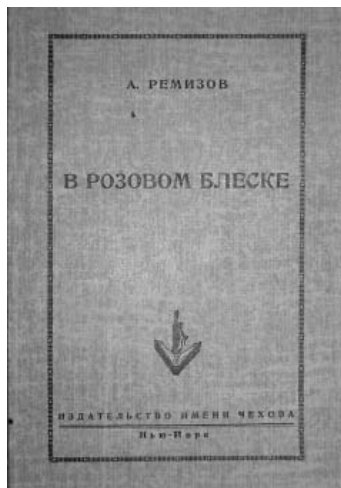 А. РЕМИЗОВ
В РОЗОВОМ БЛЕСКЕ
ИЗДАТЕЛЬСТВО ИМЕНИ ЧЕХОВА
Нью-Йорк